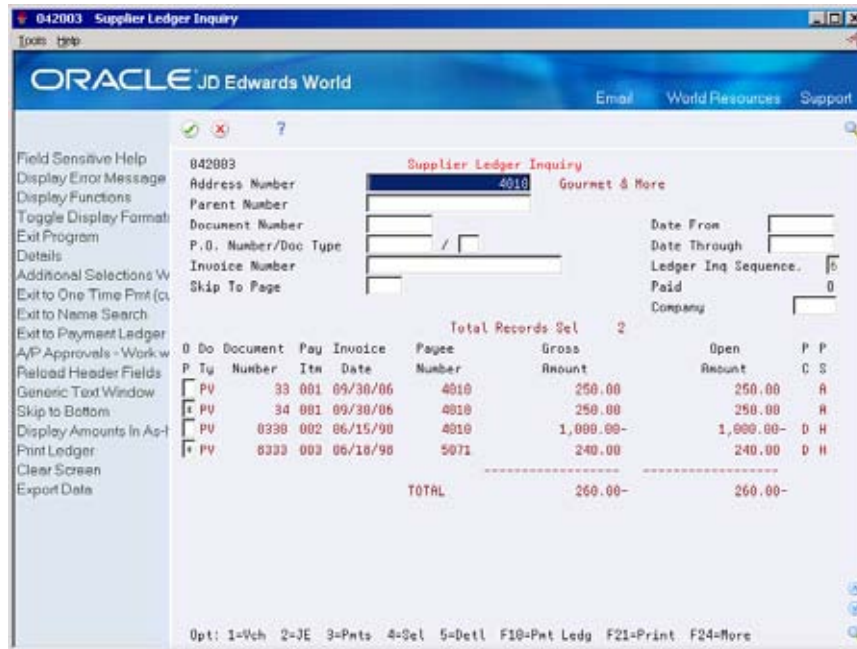 042003 Supplier Ledger Inquiry
Tools Help
ORACLE JD Edwards World
Email World Resources Support
?
Field Sensitive Help
Display Error Message
Display Functions
Toggle Display Formats
Exit Program
Details
Additional Selections W
Exit to One Time Pmt (cu
Exit to Name Search
Exit to Payment Ledger
A/P Approvals - Work w
Reload Header Fields
Generic Text Window
Skip to Bottom
Display Amounts In As-I
Print Ledger
Clear Screen
Export Data
042003 Supplier Ledger Inquiry
Address Number 4010 Gourmet & More
Parent Number
Document Number Date From
P.O. Number/Doc Type / Date Through
Invoice Number Ledger Inq Sequence. 6
Skip To Page Paid 0
Company
Total Records Sel 2
O Do Document Pay Invoice Payee Gross Open P P
P Ty Number Itm Date Number Amount Amount C S
PV 33 001 09/30/06 4010 250.00 250.00 A
* PV 34 001 09/30/06 4010 250.00 250.00 A
PV 8330 002 06/15/98 4010 1,000.00- 1,000.00- D H
* PV 8333 003 06/18/98 5071 240.00 240.00 D H
TOTAL 260.00- 260.00-
Opt: 1=Vch 2=JE 3=Pmts 4=Sel 5=Detl F10=Pmt Ledg F21=Print F24=More